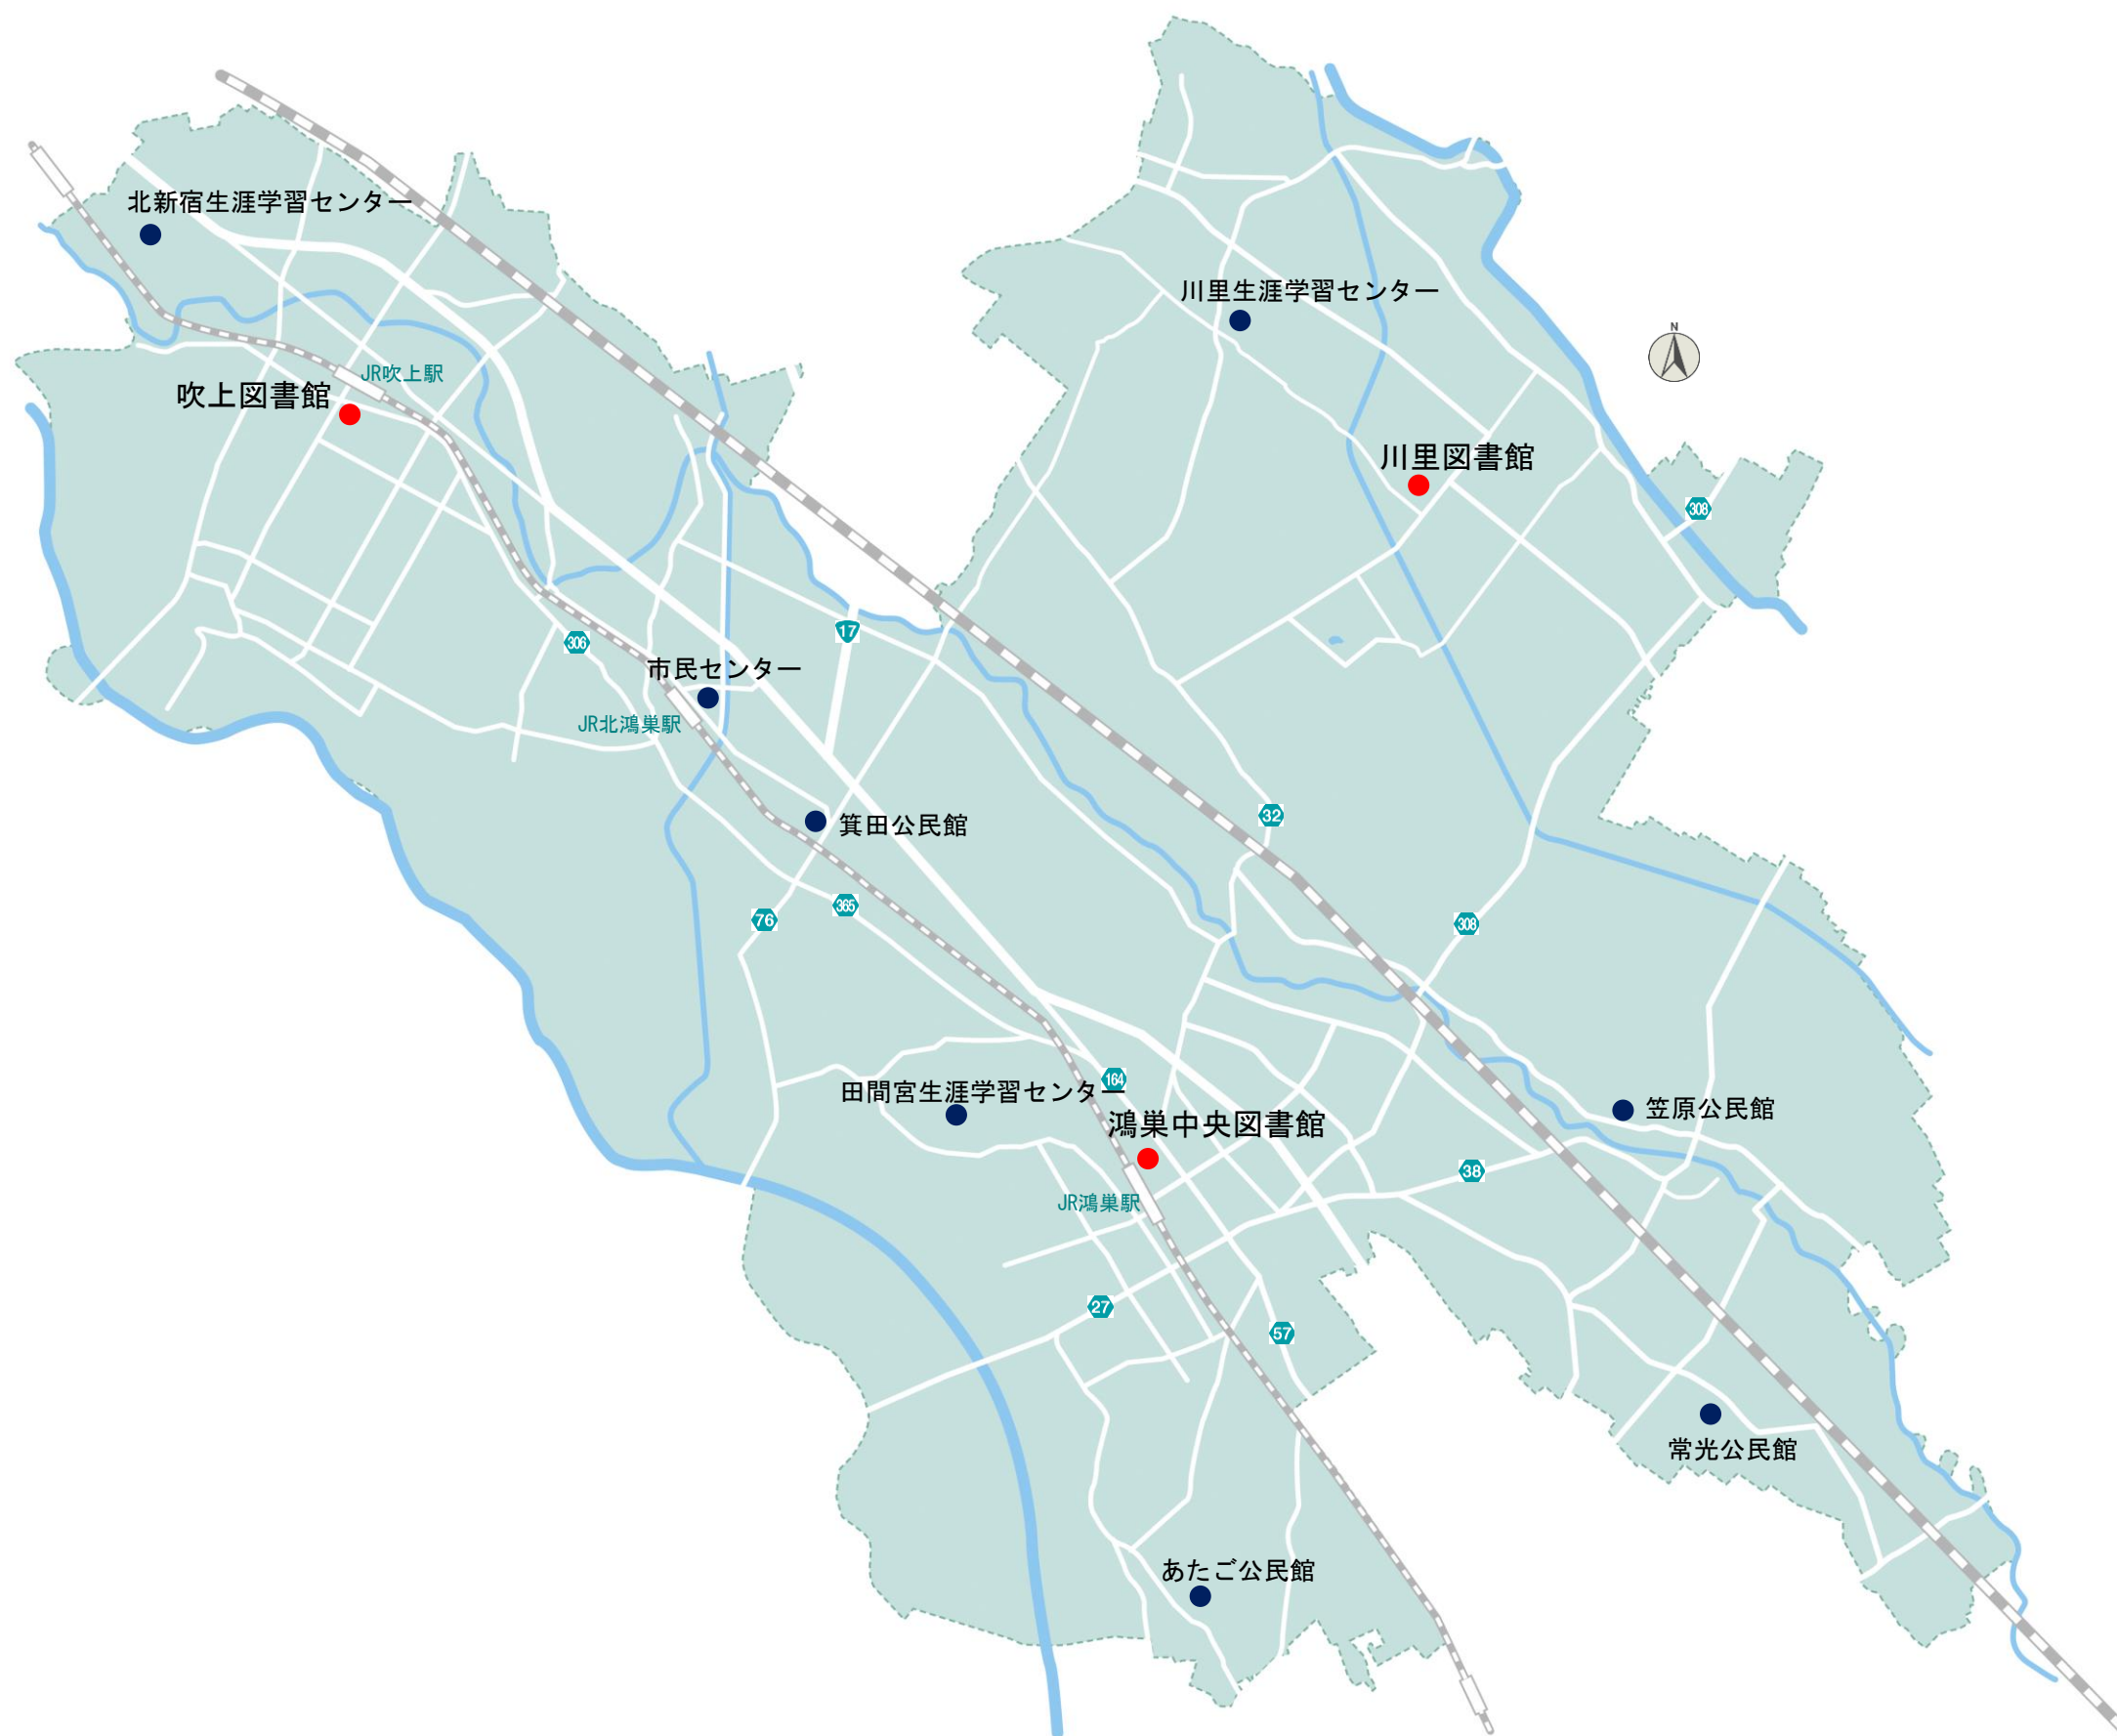 北新宿生涯学習センター
川里生涯学習センター
N
JR吹上駅
吹上図書館
川里図書館
308
17
306
市民センター
JR北鴻巣駅
32
箕田公民館
365
76
308
164
田間宮生涯学習センター
鴻巣中央図書館
笠原公民館
38
JR鴻巣駅
27
57
常光公民館
あたご公民館